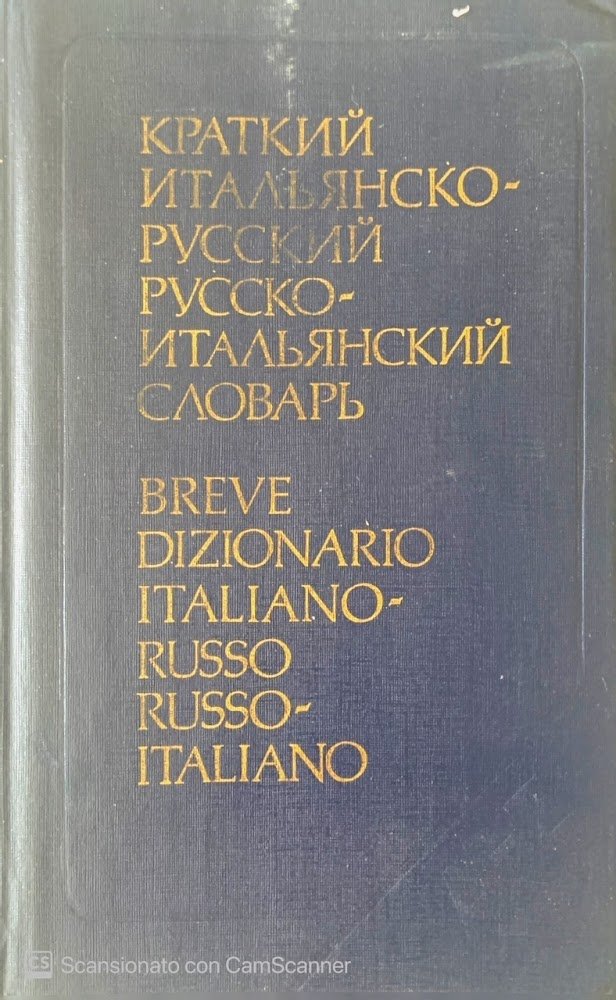 КРАТКИЙ
ИТАЛЬЯНСКО-
РУССКИЙ
РУССКО-
ИТАЛЬЯНСКИЙ
СЛОВАРЬ
BREVE
DIZIONARIO
ITALIANO-
RUSSO
RUSSO-
ITALIANO
CS Scansionato con CamScanner